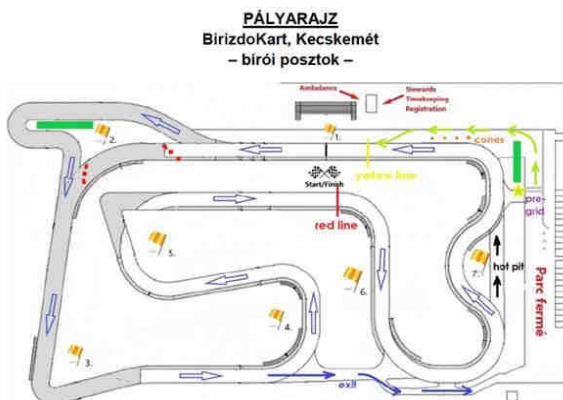 PÁLYARAJZ
BirizdoKart, Kecskemét
– bírói posztok –
Ambulance
Stewards
Timekeeping
Registration
1.
2.
cones
yellow line
Start/Finish
red line
pre-
grid
5.
6.
7.
hot pit
Parc fermé
4.
3.
exit